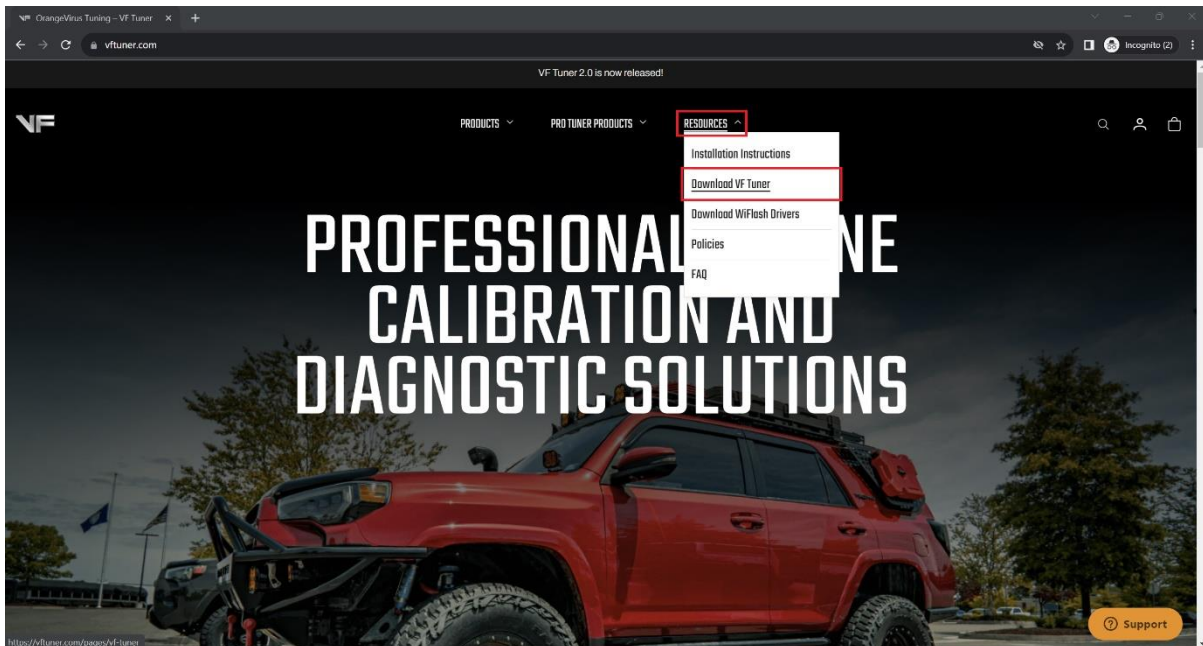 OrangeVirus Tuning – VF Tuner
vftuner.com
Incognito (2)
VF Tuner 2.0 is now released!
VF
PRODUCTS
PRO TUNER PRODUCTS
RESOURCES
Installation Instructions
Download VF Tuner
Download WiFlash Drivers
Policies
FAQ
PROFESSIONAL NE
CALIBRATION AND
DIAGNOSTIC SOLUTIONS
Support
https://vftuner.com/pages/vf-tuner